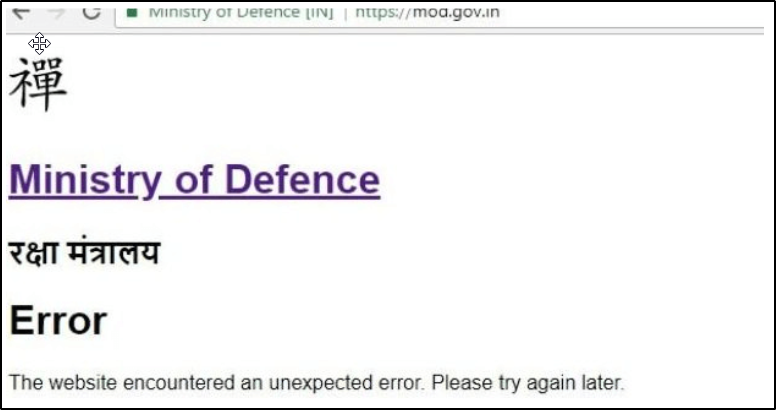 Ministry of Defence [IN] | https://mod.gov.in
禪
Ministry of Defence
रक्षा मंत्रालय
Error
The website encountered an unexpected error. Please try again later.